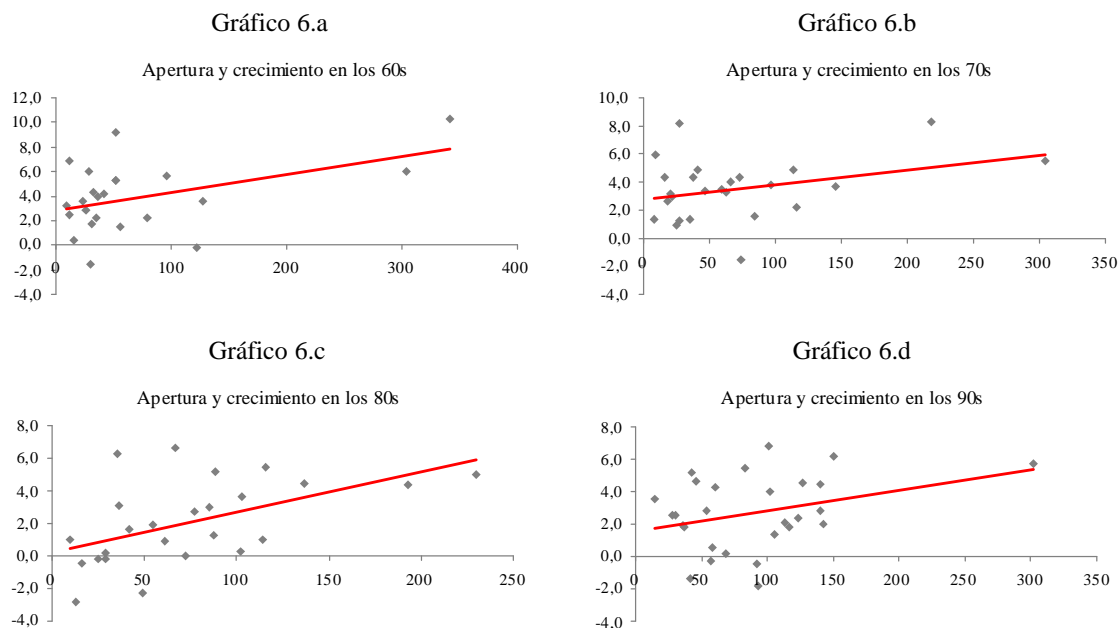 Gráfico 6.a
Apertura y crecimiento en los 60s
12,0
10,0
8,0
6,0
4,0
2,0
0,0
-2,0
-4,0
0 100 200 300 400
Gráfico 6.b
Apertura y crecimiento en los 70s
10,0
8,0
6,0
4,0
2,0
0,0
-2,0
-4,0
0 50 100 150 200 250 300 350
Gráfico 6.c
Apertura y crecimiento en los 80s
8,0
6,0
4,0
2,0
0,0
-2,0
-4,0
0 50 100 150 200 250
Gráfico 6.d
Apertura y crecimiento en los 90s
8,0
6,0
4,0
2,0
0,0
-2,0
-4,0
0 50 100 150 200 250 300 350